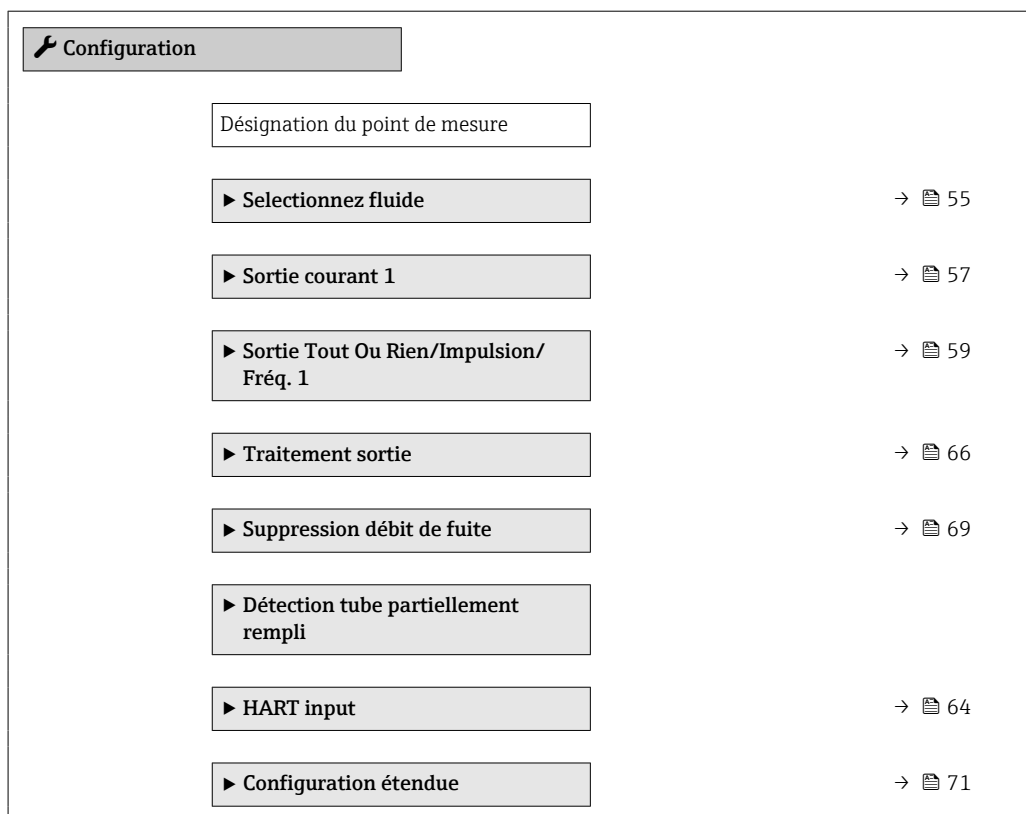 Configuration
Désignation du point de mesure
▶ Selectionnez fluide → 55
▶ Sortie courant 1 → 57
▶ Sortie Tout Ou Rien/Impulsion/
Fréq. 1 → 59
▶ Traitement sortie → 66
▶ Suppression débit de fuite → 69
▶ Détection tube partiellement
rempli
▶ HART input → 64
▶ Configuration étendue → 71